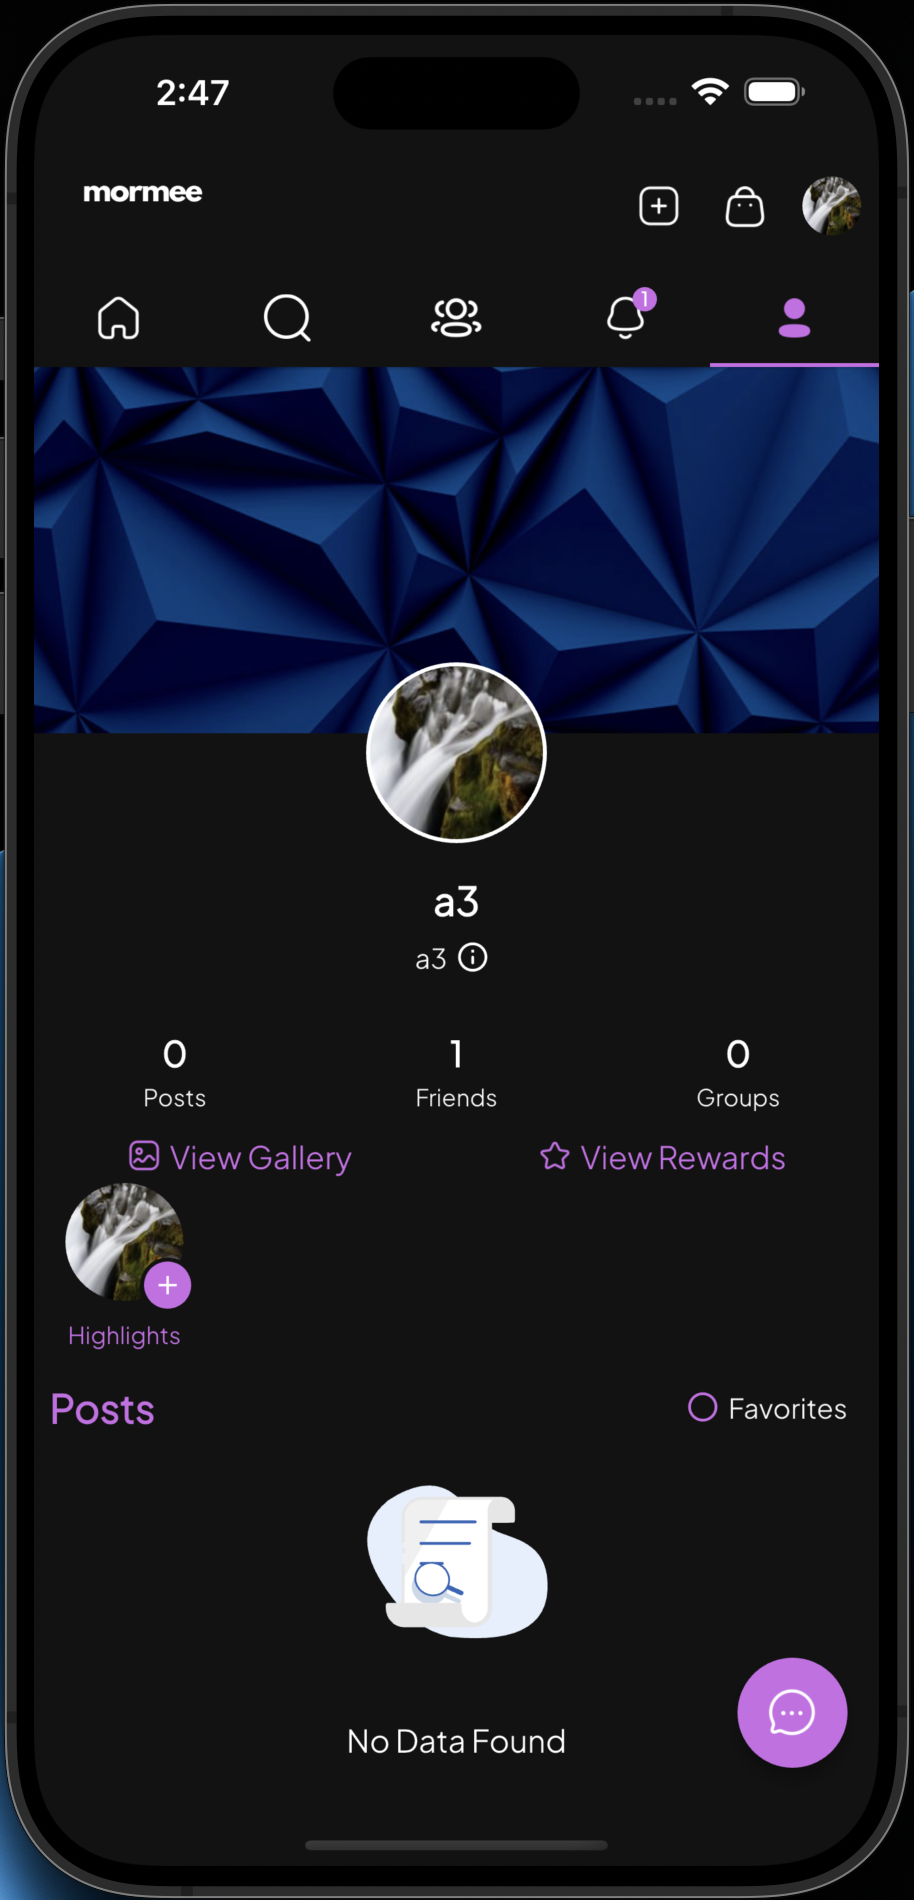 2:47
mormee
1
a3
a3
0 1 0
Posts Friends Groups
View Gallery View Rewards
Highlights
Posts Favorites
No Data Found